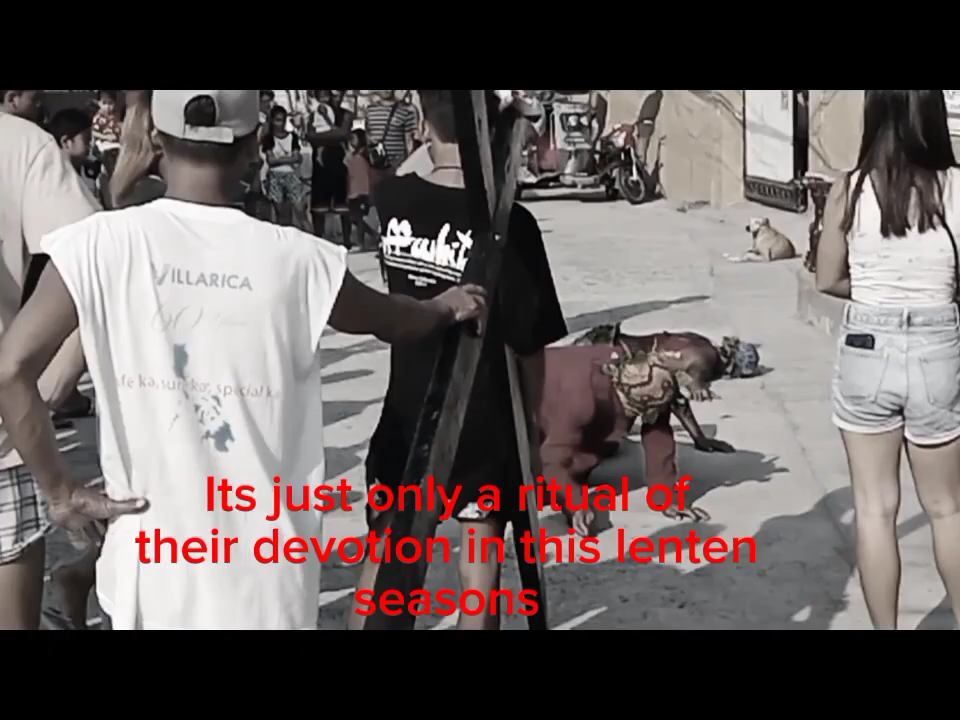 VILLARICA
Its just only a ritual of
their devotion in this lenten
seasons